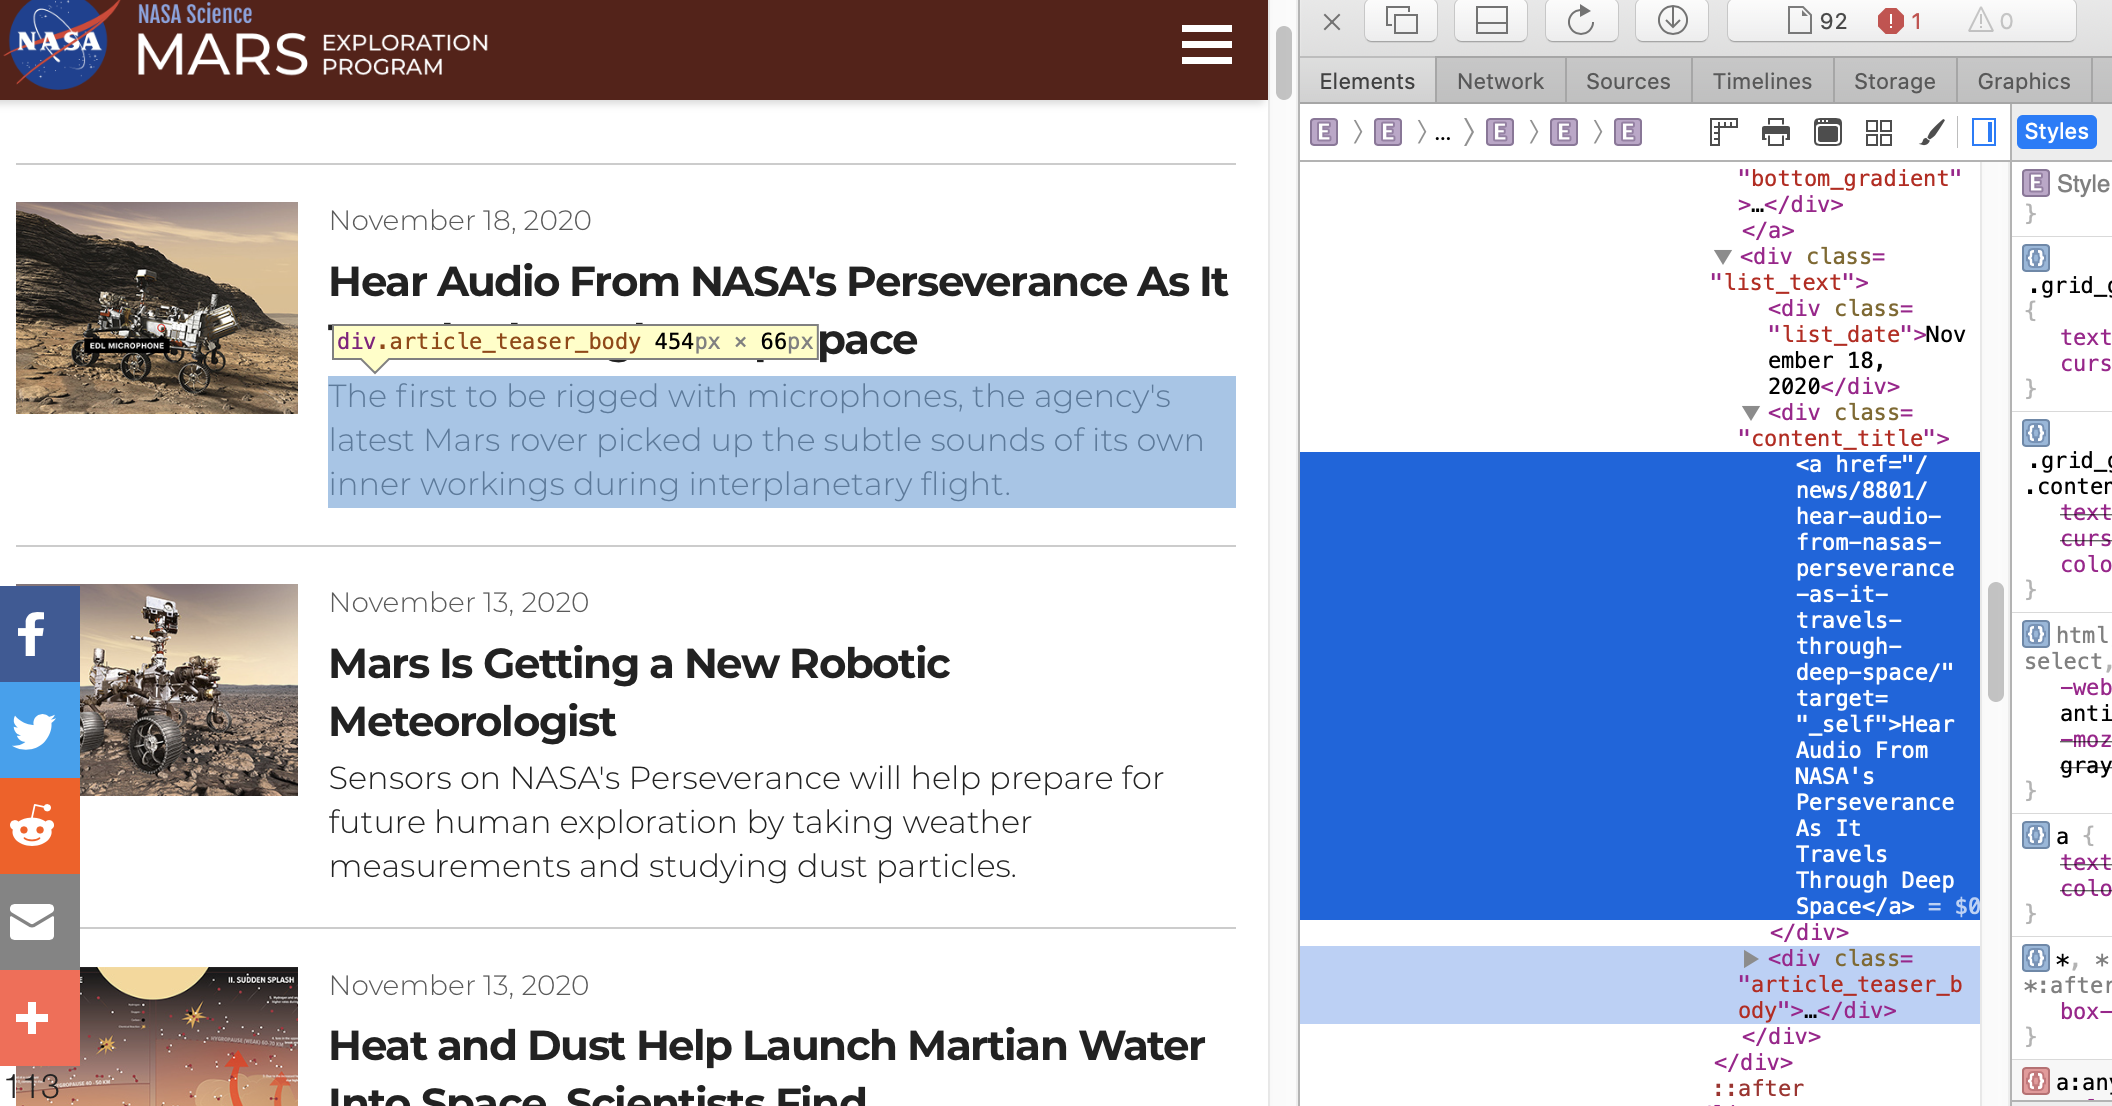 NASA
NASA Science
MARS EXPLORATION
PROGRAM
November 18, 2020
Hear Audio From NASA's Perseverance As It
pace
div.article_teaser_body 454px × 66px
EDL MICROPHONE
The first to be rigged with microphones, the agency's
latest Mars rover picked up the subtle sounds of its own
inner workings during interplanetary flight.
November 13, 2020
Mars Is Getting a New Robotic
Meteorologist
Sensors on NASA's Perseverance will help prepare for
future human exploration by taking weather
measurements and studying dust particles.
November 13, 2020
II. SUDDEN SPLASH
Heat and Dust Help Launch Martian Water
Into Space, Scientists Find
113
92 1 0
Elements Network Sources Timelines Storage Graphics
E 〉 E 〉 ... 〉 E 〉 E 〉 E
Styles
"bottom_gradient"
>…</div>
</a>
▼ <div class=
"list_text">
<div class=
"list_date">Nov
ember 18,
2020</div>
▼ <div class=
"content_title">
<a href="/
news/8801/
hear-audio-
from-nasas-
perseverance
-as-it-
travels-
through-
deep-space/"
target=
"_self">Hear
Audio From
NASA's
Perseverance
As It
Travels
Through Deep
Space</a> = $0
</div>
▶ <div class=
"article_teaser_b
ody">…</div>
</div>
</div>
::after
E Style
}
{} 
.grid_g
{
text
curs
}
{}
.grid_g
.conten
text
curs
colo
}
{} html
select,
-web
anti
-moz
gray
}
{} a {
text
colo
}
{} *, *
*:after
box-
}
{} a:any